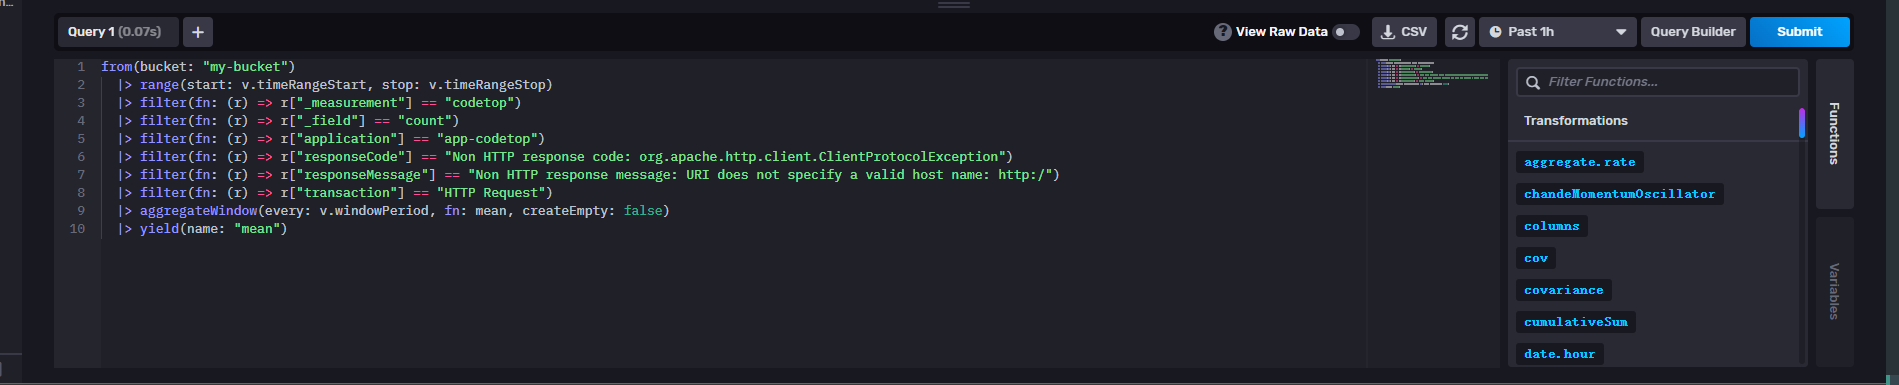 Query 1 (0.07s)
+
? View Raw Data
CSV
Past 1h
Query Builder
Submit
1 from(bucket: "my-bucket")
2 |> range(start: v.timeRangeStart, stop: v.timeRangeStop)
3 |> filter(fn: (r) => r["_measurement"] == "codetop")
4 |> filter(fn: (r) => r["_field"] == "count")
5 |> filter(fn: (r) => r["application"] == "app-codetop")
6 |> filter(fn: (r) => r["responseCode"] == "Non HTTP response code: org.apache.http.client.ClientProtocolException")
7 |> filter(fn: (r) => r["responseMessage"] == "Non HTTP response message: URI does not specify a valid host name: http:/")
8 |> filter(fn: (r) => r["transaction"] == "HTTP Request")
9 |> aggregateWindow(every: v.windowPeriod, fn: mean, createEmpty: false)
10 |> yield(name: "mean")
Filter Functions...
Transformations
aggregate.rate
chandeMomentumOscillator
columns
cov
covariance
cumulativeSum
date.hour
Functions
Variables